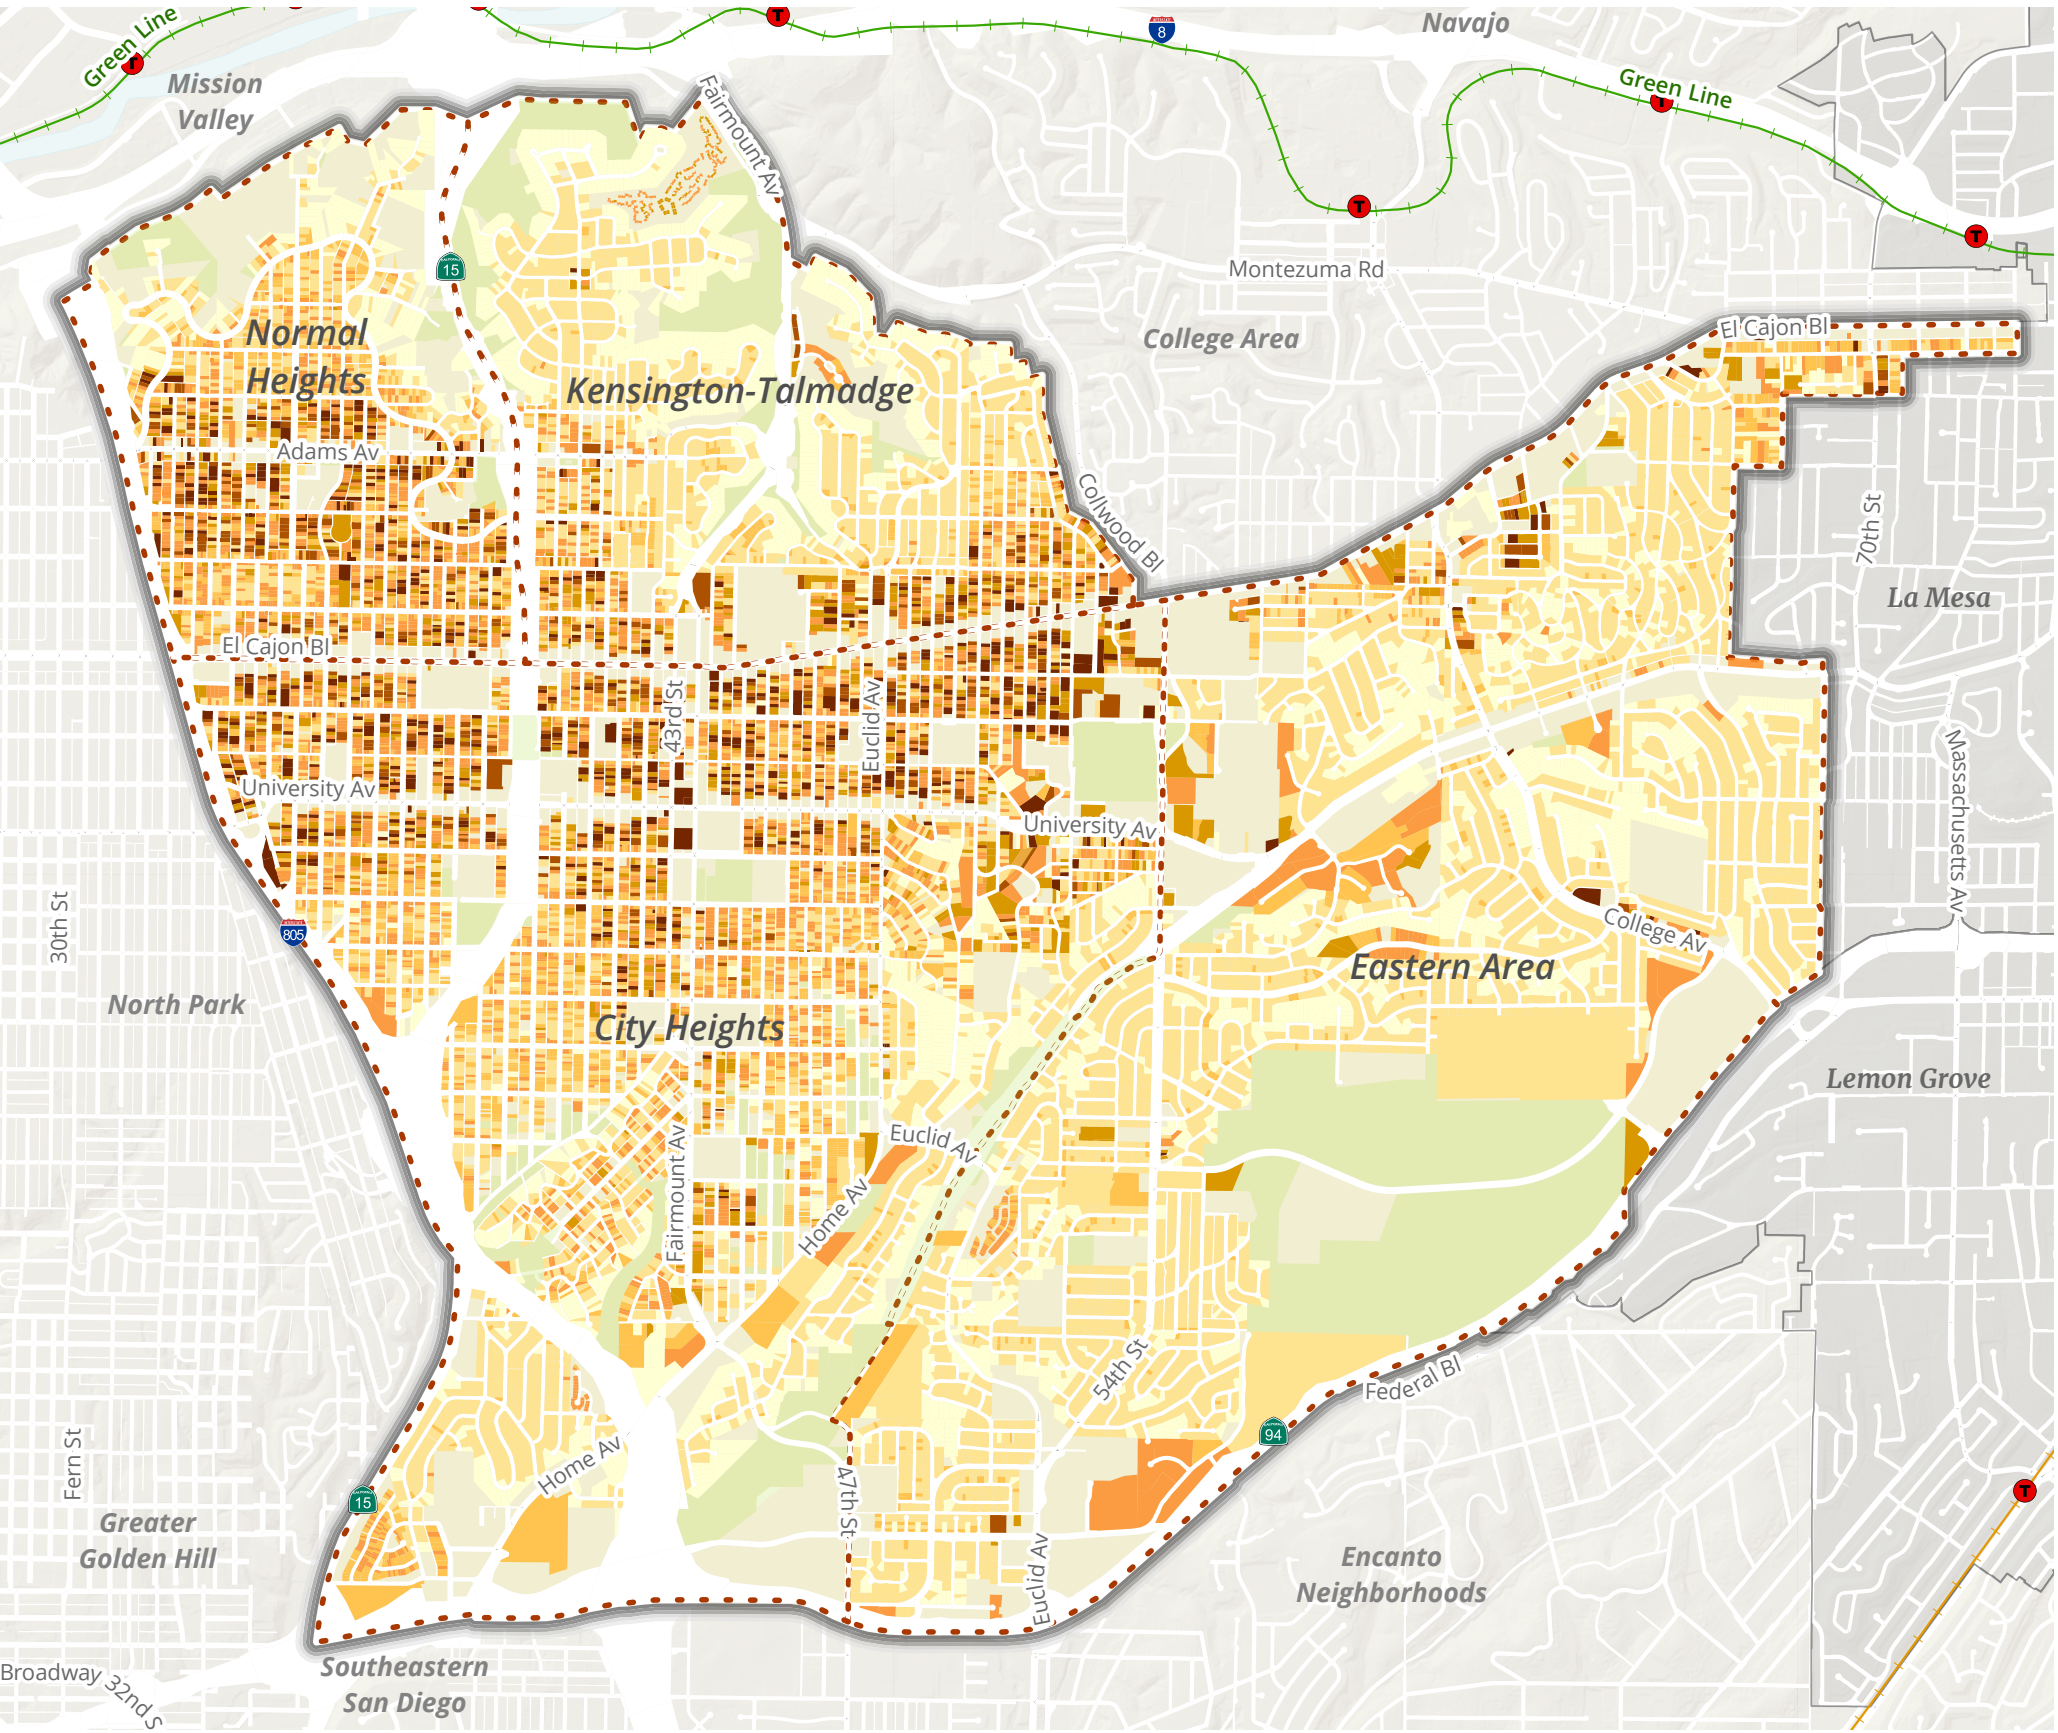 Green Line
Mission
Valley
Fairmount Av
8
Navajo
Green Line
T
T
T
T
T
T
15
Montezuma Rd
College Area
El Cajon Bl
Normal
Heights
Kensington-Talmadge
Adams Av
Collwood Bl
70th St
La Mesa
El Cajon Bl
43rd St
Euclid Av
University Av
University Av
Massachusetts Av
30th St
805
College Av
North Park
City Heights
Eastern Area
Lemon Grove
Euclid Av
Fairmount Av
Home Av
54th St
Federal Bl
94
Fern St
15
Home Av
47th St
Euclid Av
T
Greater
Golden Hill
Encanto
Neighborhoods
Southeastern
San Diego
Broadway
32nd S